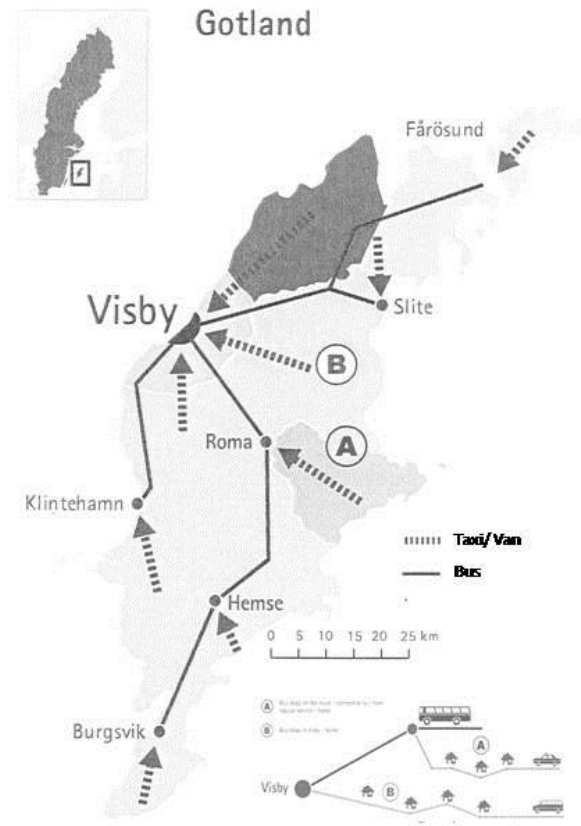 Gotland
Fårösund
Visby
Slite
B
Roma
A
Klintehamn
Taxi/Van
Bus
Hemse
0 5 10 15 20 25 km
Burgsvik
A
B
A
Visby
B